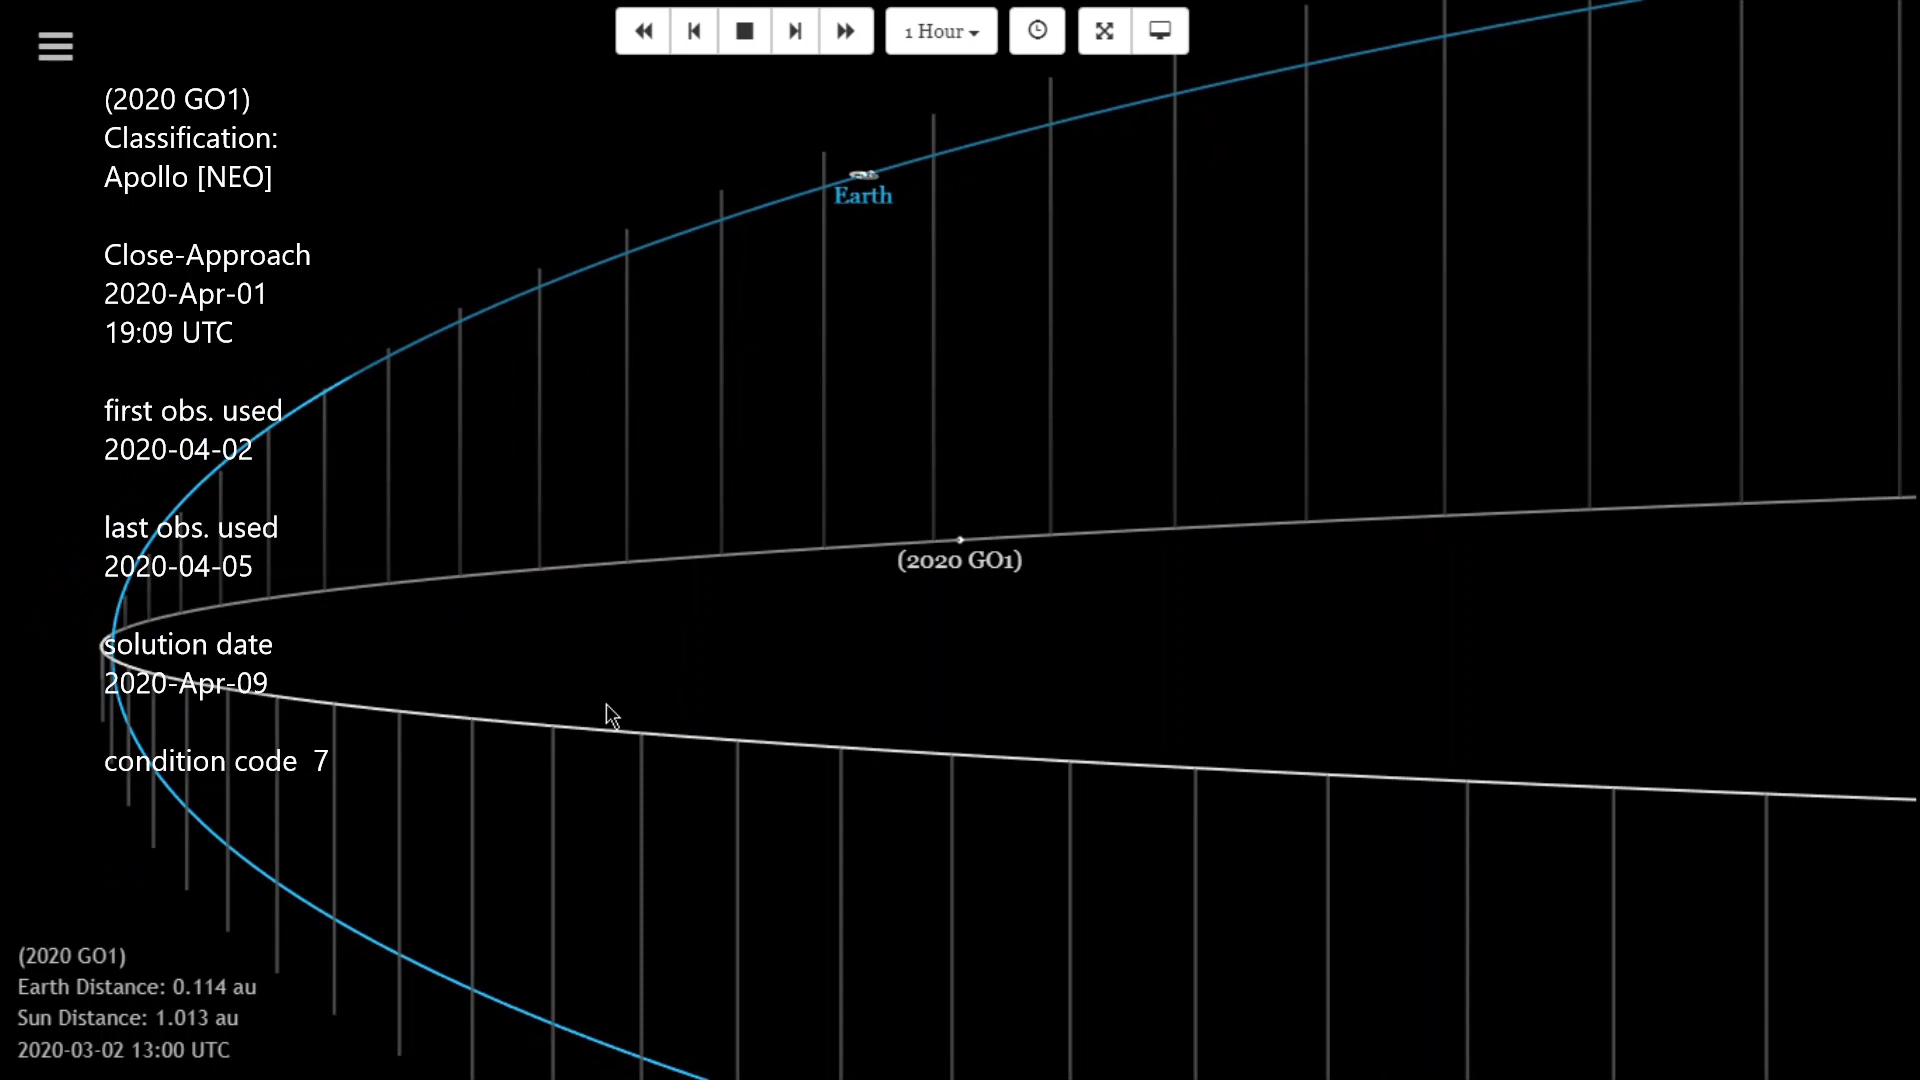 1 Hour
(2020 GO1)
Classification:
Apollo [NEO]
Close-Approach
2020-Apr-01
19:09 UTC
first obs. used
2020-04-02
last obs. used
2020-04-05
solution date
2020-Apr-09
condition code 7
Earth
(2020 GO1)
(2020 GO1)
Earth Distance: 0.114 au
Sun Distance: 1.013 au
2020-03-02 13:00 UTC